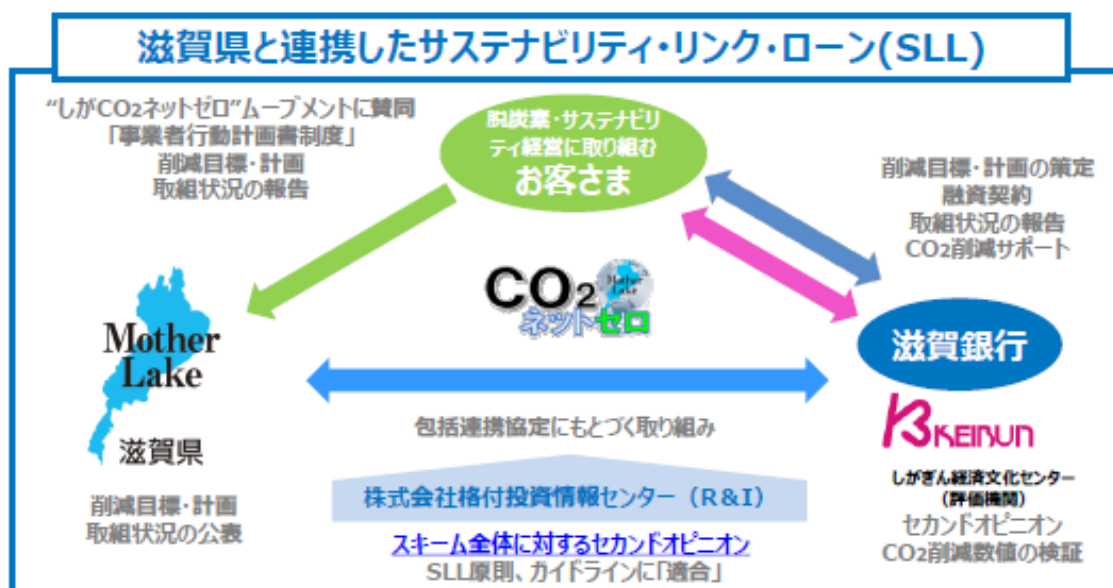 滋賀県と連携したサステナビリティ・リンク・ローン(SLL)
“しがCO2ネットゼロ”ムーブメントに賛同
「事業者行動計画書制度」
削減目標・計画
取組状況の報告
脱炭素・サステナビリ
ティ経営に取り組む
お客さま
削減目標・計画の策定
融資契約
取組状況の報告
CO2削減サポート
CO2
Mother
Lake
ネットゼロ
Mother
Lake
滋賀県
削減目標・計画
取組状況の公表
滋賀銀行
KEIBUN
しがぎん経済文化センター
(評価機関)
セカンドオピニオン
CO2削減数値の検証
包括連携協定にもとづく取り組み
株式会社格付投資情報センター(R&I)
スキーム全体に対するセカンドオピニオン
SLL原則、ガイドラインに「適合」